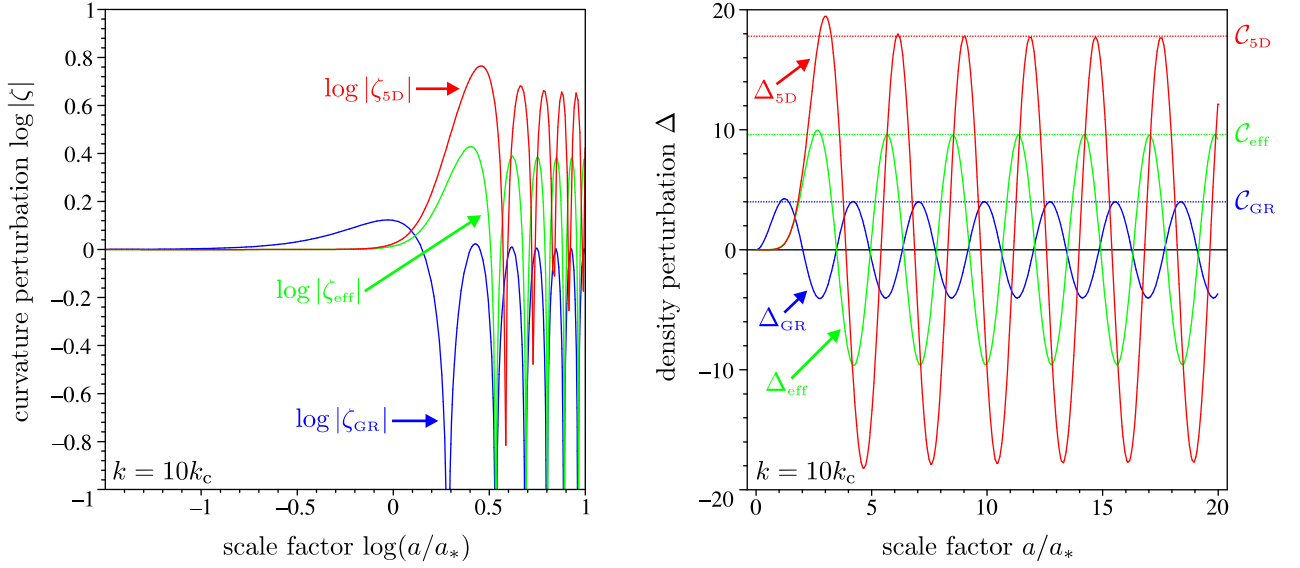 curvature perturbation log |ζ|
1
0.8
0.6
0.4
0.2
0
−0.2
−0.4
−0.6
−0.8
−1
log |ζ5D|
log |ζeff|
log |ζGR|
k = 10kc
−1
−0.5
0
0.5
1
scale factor log(a/a*)
density perturbation Δ
20
10
0
−10
−20
Δ5D
ΔGR
Δeff
C5D
Ceff
CGR
k = 10kc
0
5
10
15
20
scale factor a/a*